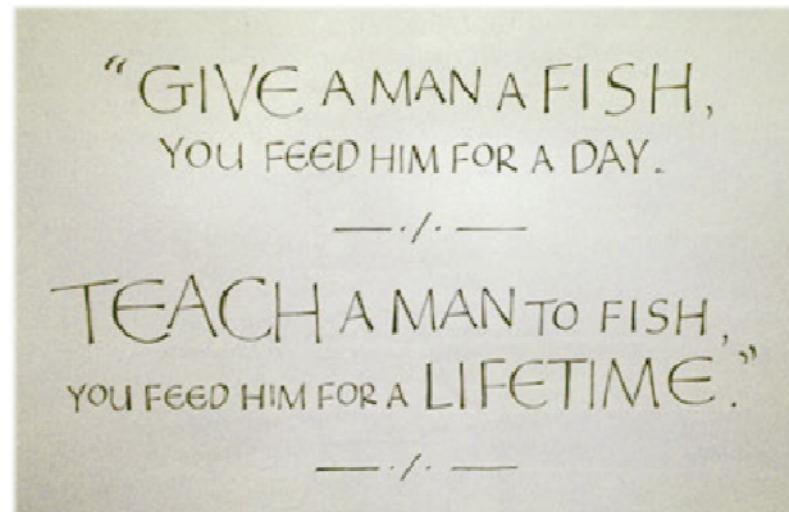 “GIVE A MAN A FISH,
YOU FEED HIM FOR A DAY.
— ·/· —
TEACH A MAN TO FISH,
YOU FEED HIM FOR A LIFETIME.”
— ·/· —